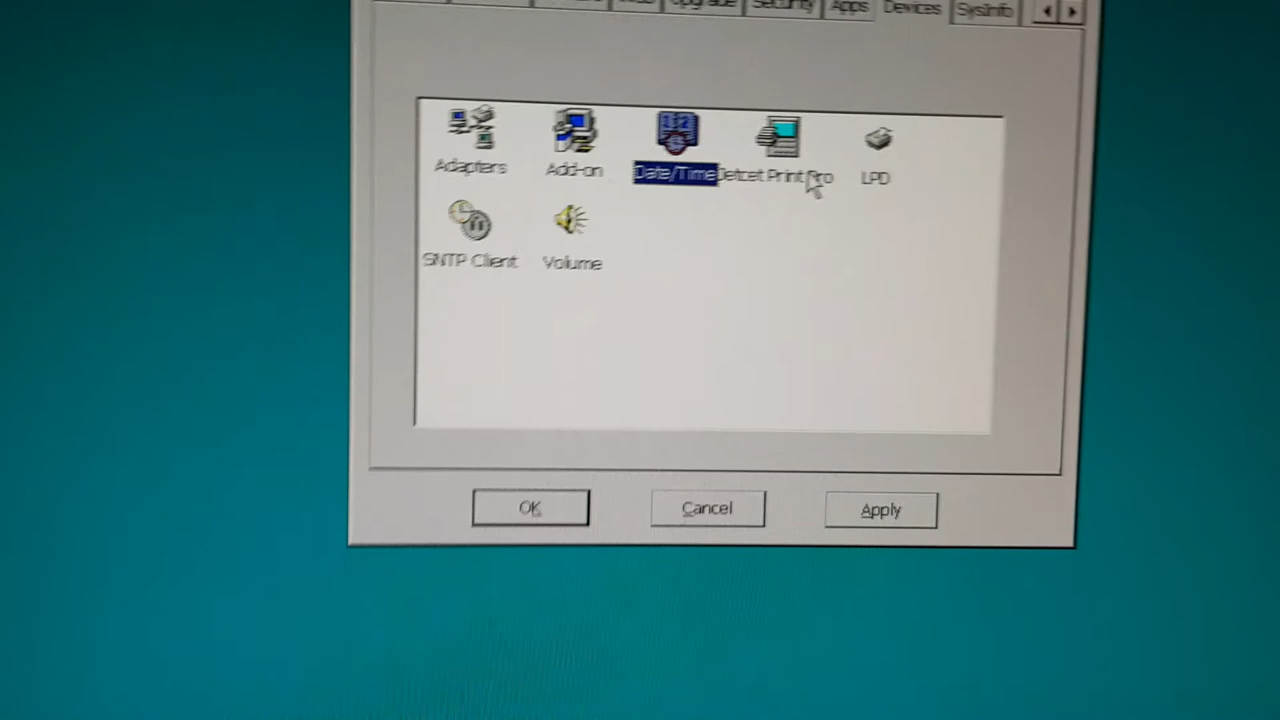 Upgrade Security Apps Devices SysInfo
Adapters Add-on Date/Time Jetcet Print Pro LPD
SNTP Client Volume
OK Cancel Apply